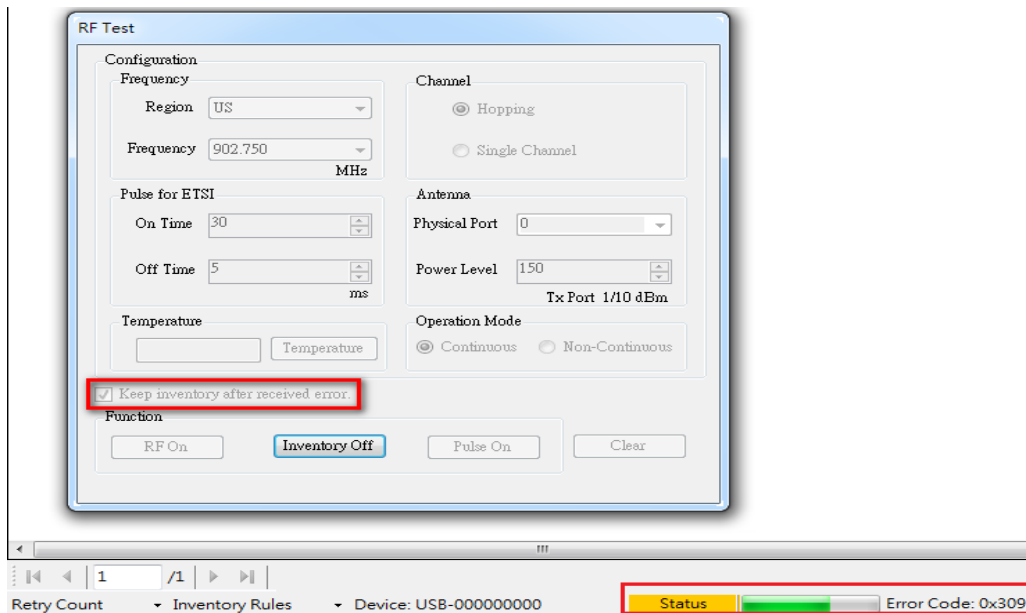 RF Test
Configuration
Frequency
Region US
Frequency 902.750
MHz
Channel
Hopping
Single Channel
Pulse for ETSI
On Time 30
Off Time 5
ms
Antenna
Physical Port 0
Power Level 150
Tx Port 1/10 dBm
Temperature
Temperature
Operation Mode
Continuous Non-Continuous
Keep inventory after received error.
Function
RF On Inventory Off Pulse On Clear
1 /1
Retry Count Inventory Rules Device: USB-000000000 Status Error Code: 0x309